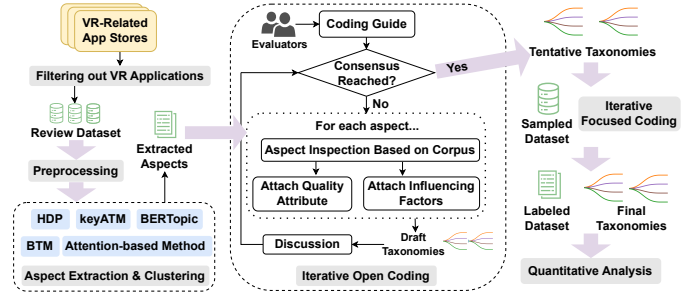 VR-Related
App Stores
Filtering out VR Applications
Review Dataset
Preprocessing
Extracted
Aspects
HDP
keyATM
BERTopic
BTM
Attention-based Method
Aspect Extraction & Clustering
Evaluators
Coding Guide
Consensus
Reached?
Yes
No
For each aspect...
Aspect Inspection Based on Corpus
Attach Quality
Attribute
Attach Influencing
Factors
Discussion
Draft
Taxonomies
Iterative Open Coding
Tentative Taxonomies
Sampled
Dataset
Iterative
Focused Coding
Labeled
Dataset
Final
Taxonomies
Quantitative Analysis